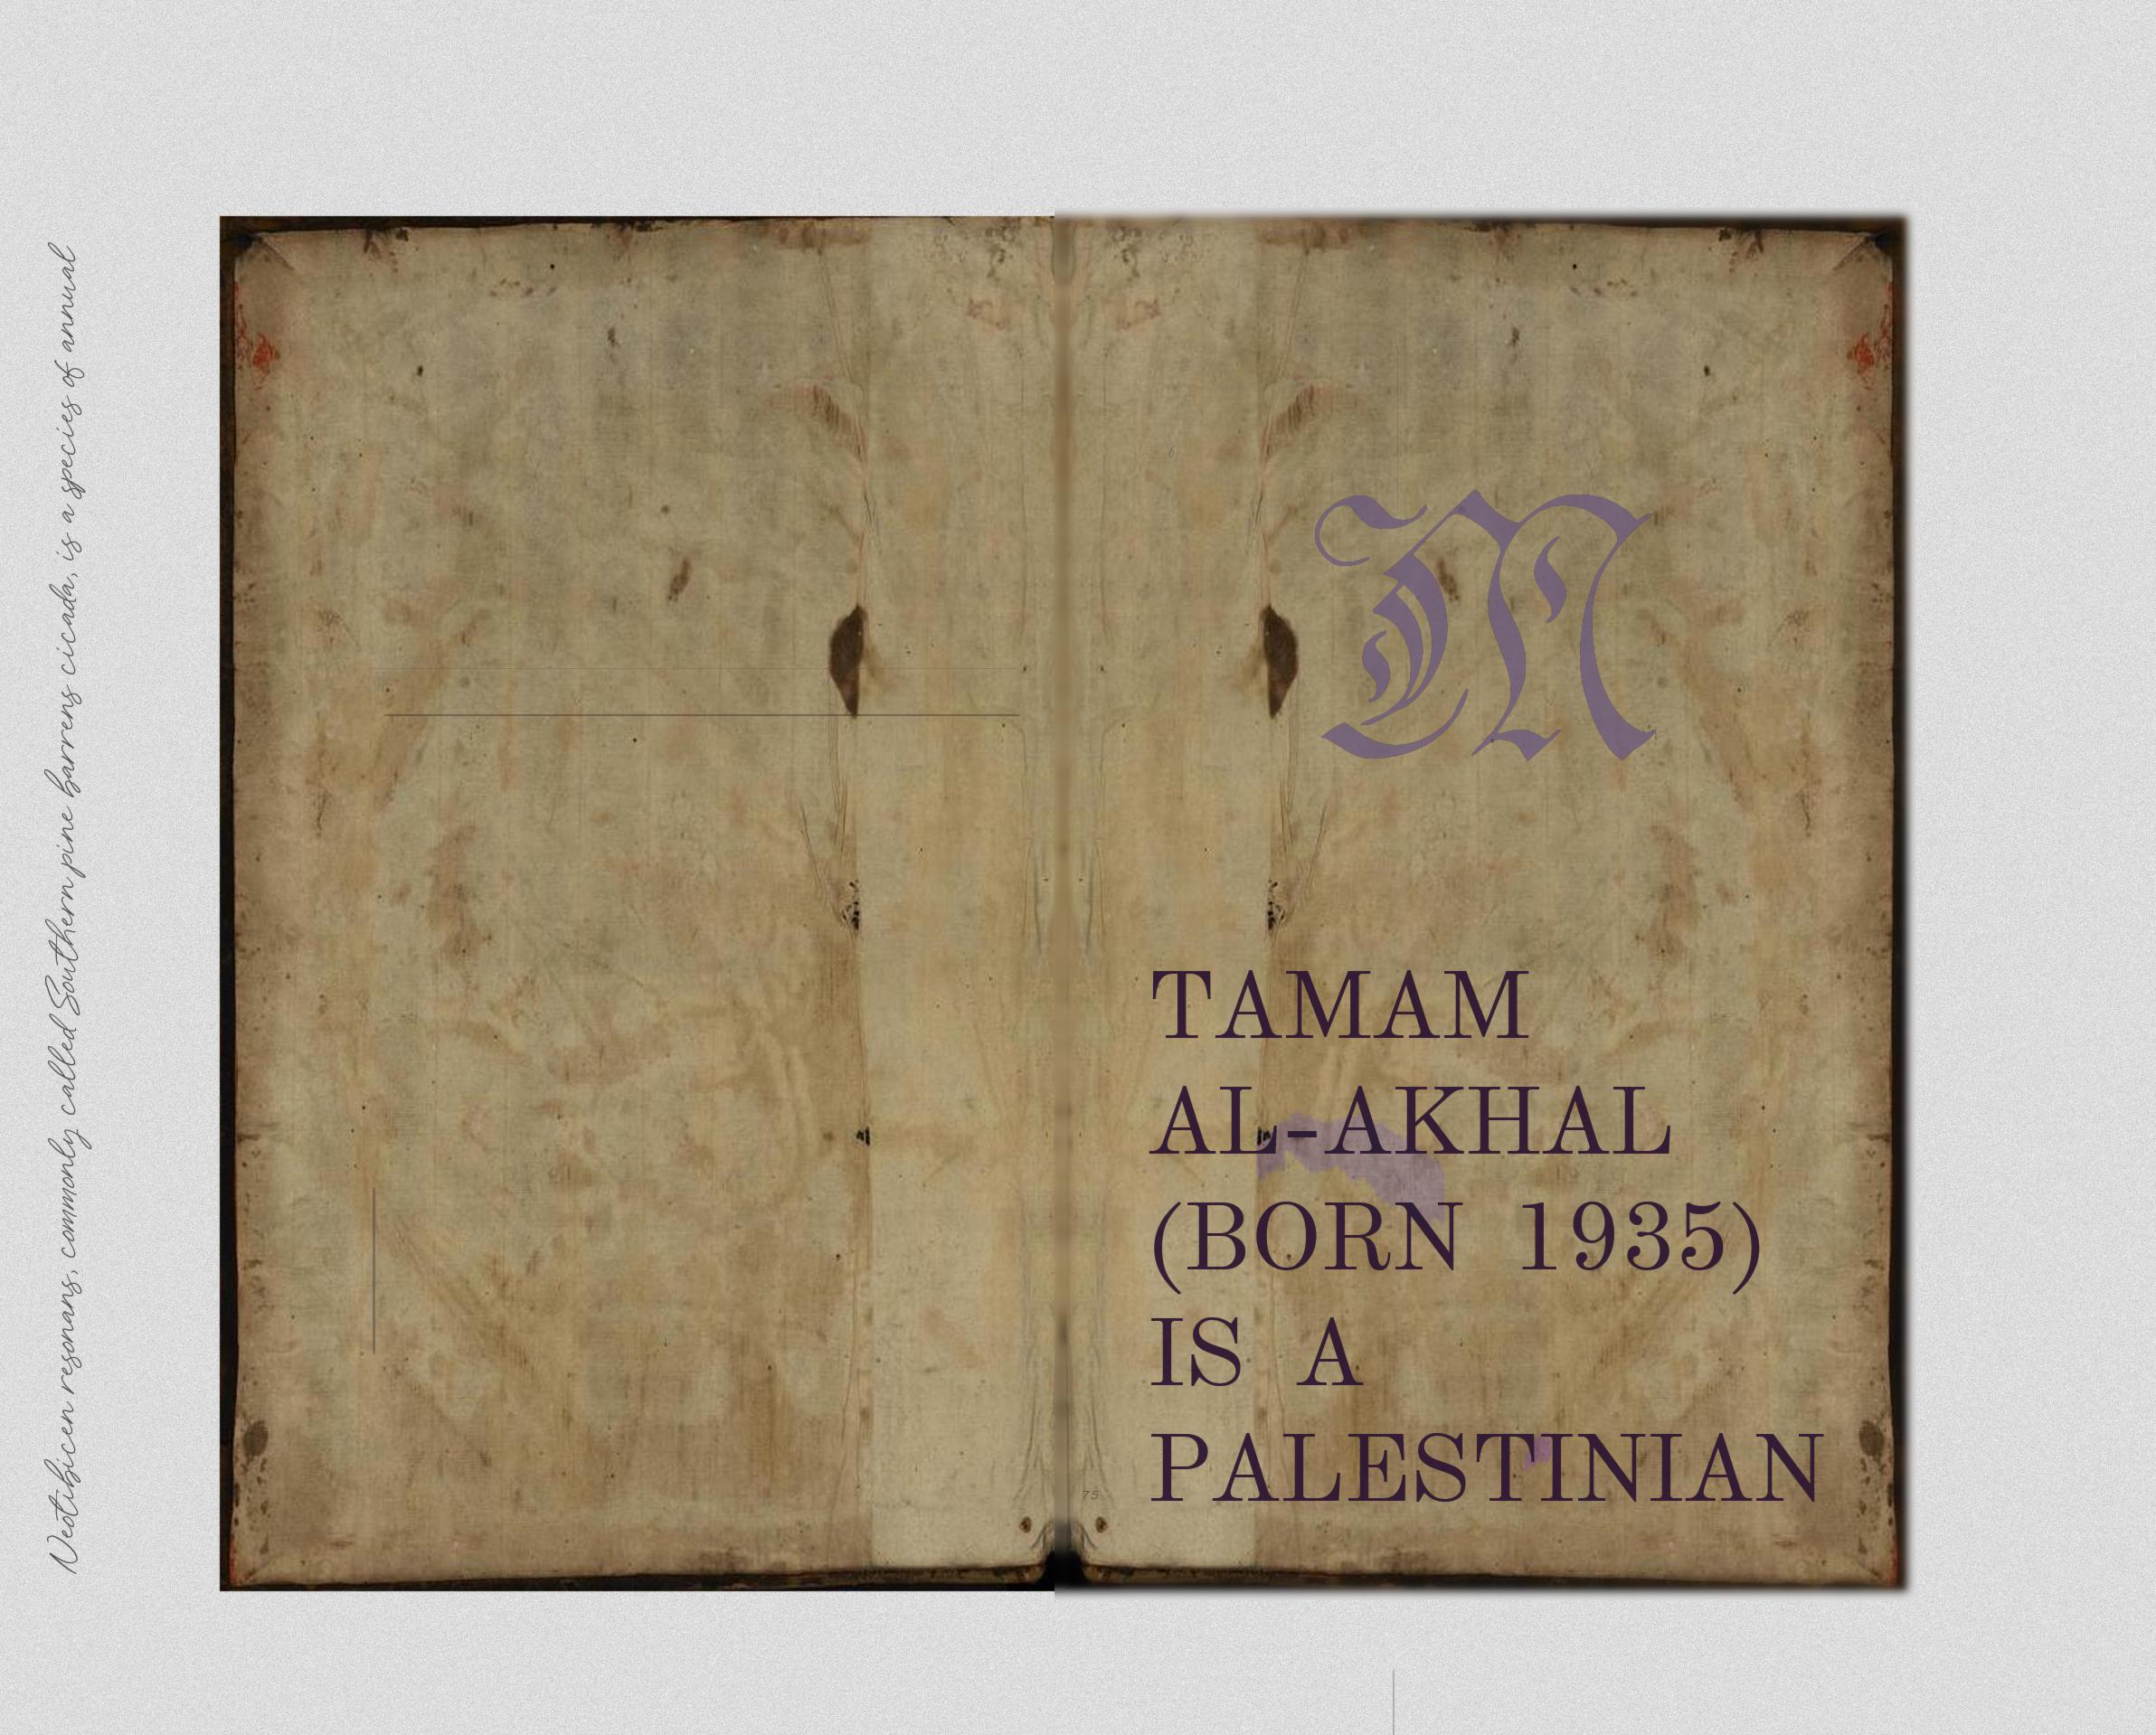 Neotibicen resonans, commonly called Southern pine barrens cicada, is a species of annual
M
TAMAM
AL-AKHAL
(BORN 1935)
IS A
PALESTINIAN
75